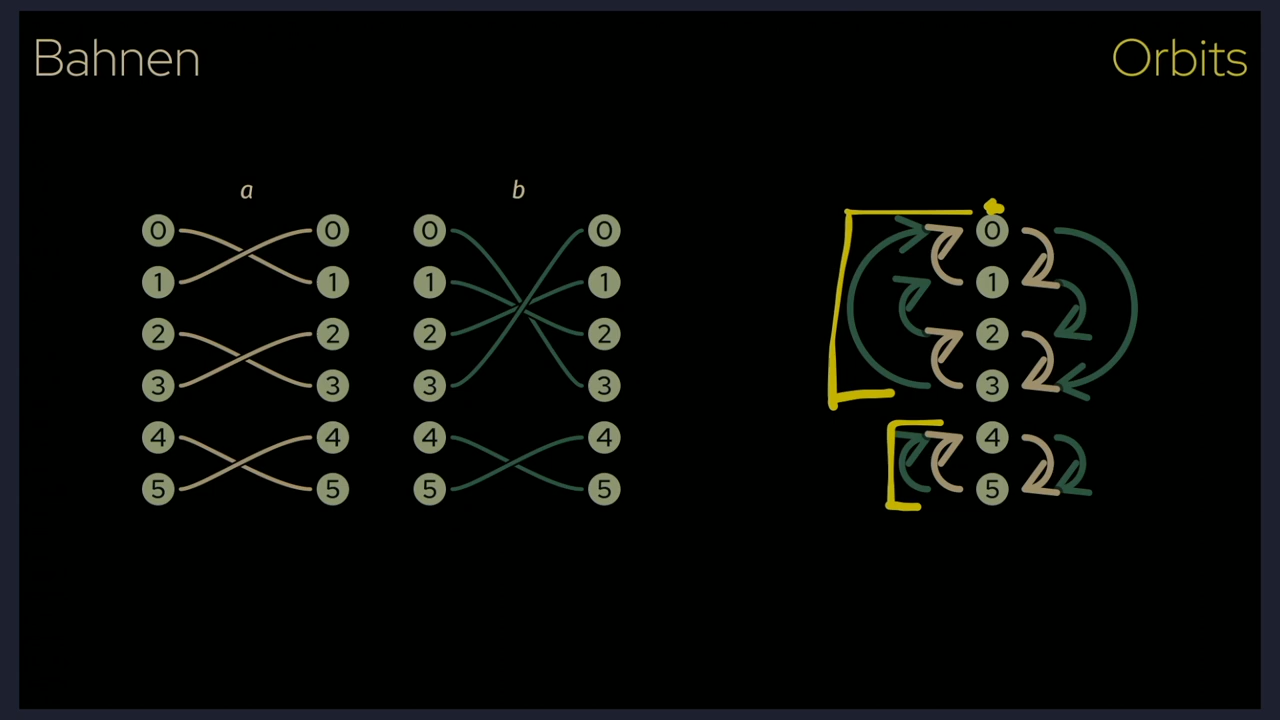 Bahnen Orbits
a b
0 0 0 0 0
1 1 1 1 1
2 2 2 2 2
3 3 3 3 3
4 4 4 4 4
5 5 5 5 5